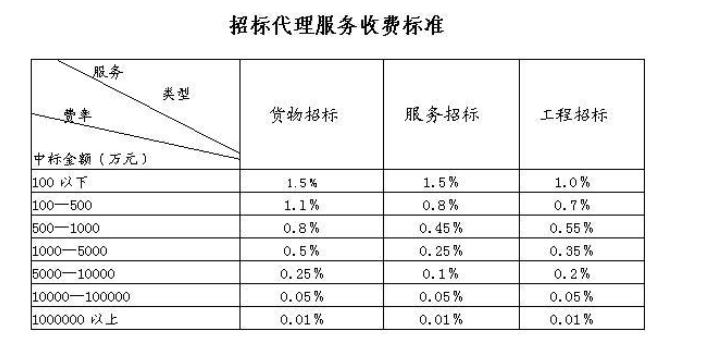 招标代理服务收费标准
服务
类型
费率
中标金额（万元）
货物招标 服务招标 工程招标
100 以下 1.5% 1.5% 1.0%
100—500 1.1% 0.8% 0.7%
500—1000 0.8% 0.45% 0.55%
1000—5000 0.5% 0.25% 0.35%
5000—10000 0.25% 0.1% 0.2%
10000—100000 0.05% 0.05% 0.05%
1000000 以上 0.01% 0.01% 0.01%